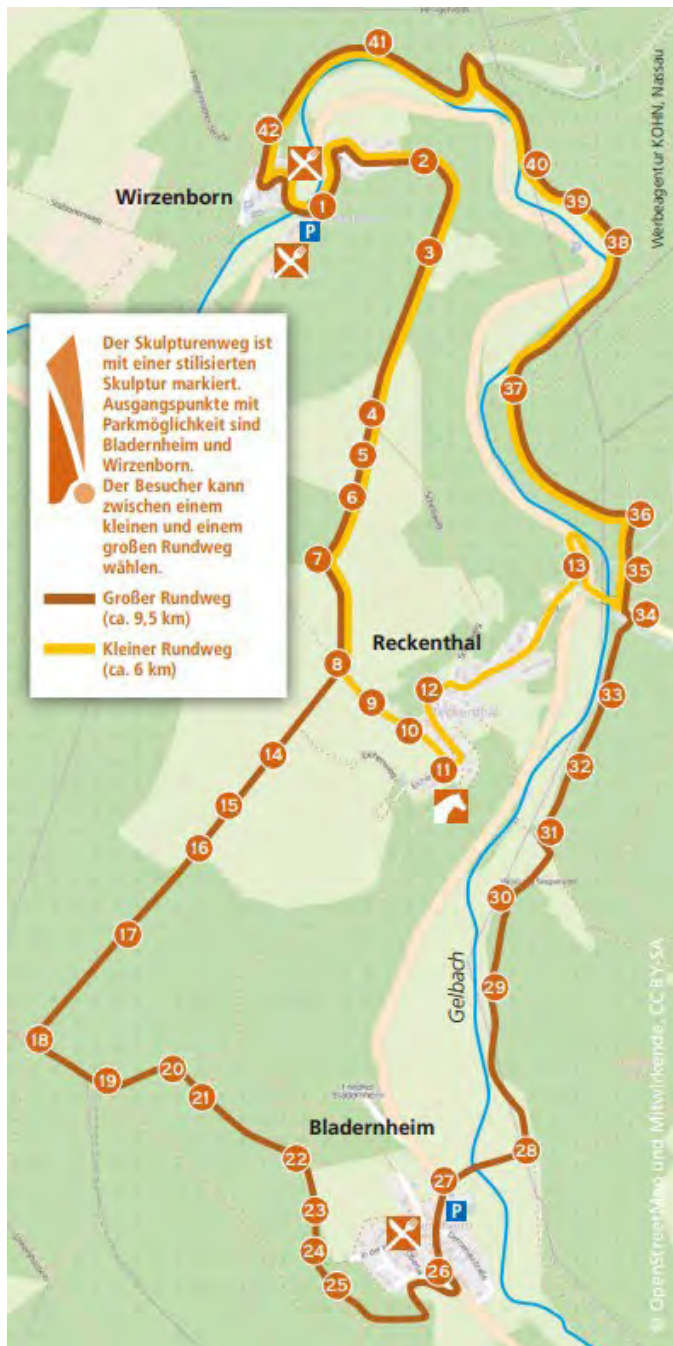 41
42
2
40
39
1
38
Wirzenborn
P
3
Werbeagentur KOHN, Nassau
Der Skulpturenweg ist
mit einer stilisierten
Skulptur markiert.
Ausgangspunkte mit
Parkmöglichkeit sind
Bladernheim und
Wirzenborn.
Der Besucher kann
zwischen einem
kleinen und einem
großen Rundweg
wählen.
Großer Rundweg
(ca. 9,5 km)
Kleiner Rundweg
(ca. 6 km)
37
4
5
6
36
7
13
35
34
Reckenthal
8
12
33
9
Reckenthal
10
14
11
32
15
31
16
30
17
29
Gelbach
18
19
20
21
Friedhof
Bladernheim
Bladernheim
28
22
27
23
P
24
26
25
© OpenStreetMap und Mitwirkende, CC BY-SA